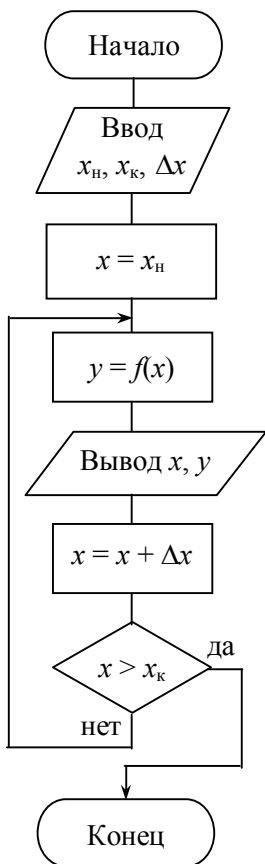 Начало
Ввод
xн, xк, Δx
x = xн
y = f(x)
Вывод x, y
x = x + Δx
x > xк
да
нет
Конец